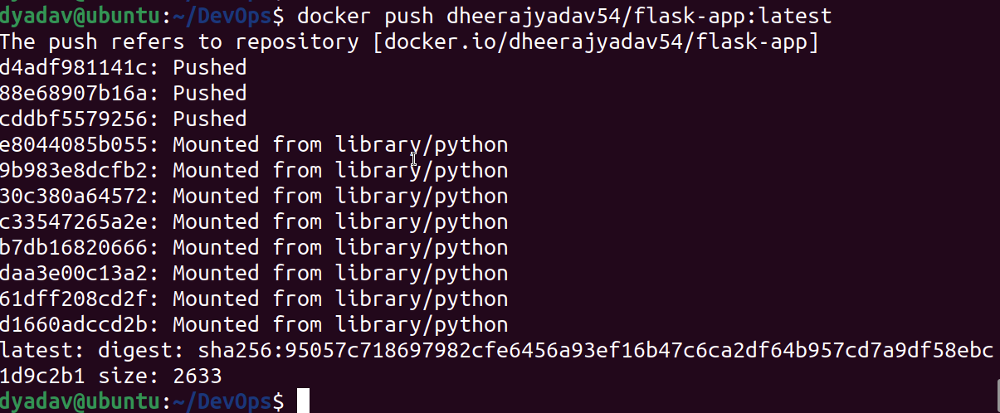 dyadav@ubuntu:~/DevOps$ docker push dheerajyadav54/flask-app:latest
The push refers to repository [docker.io/dheerajyadav54/flask-app]
d4adf981141c: Pushed
88e68907b16a: Pushed
cddbf5579256: Pushed
e8044085b055: Mounted from library/python
9b983e8dcfb2: Mounted from library/python
30c380a64572: Mounted from library/python
c33547265a2e: Mounted from library/python
b7db16820666: Mounted from library/python
daa3e00c13a2: Mounted from library/python
61dff208cd2f: Mounted from library/python
d1660adccd2b: Mounted from library/python
latest: digest: sha256:95057c718697982cfe6456a93ef16b47c6ca2df64b957cd7a9df58ebc
1d9c2b1 size: 2633
dyadav@ubuntu:~/DevOps$